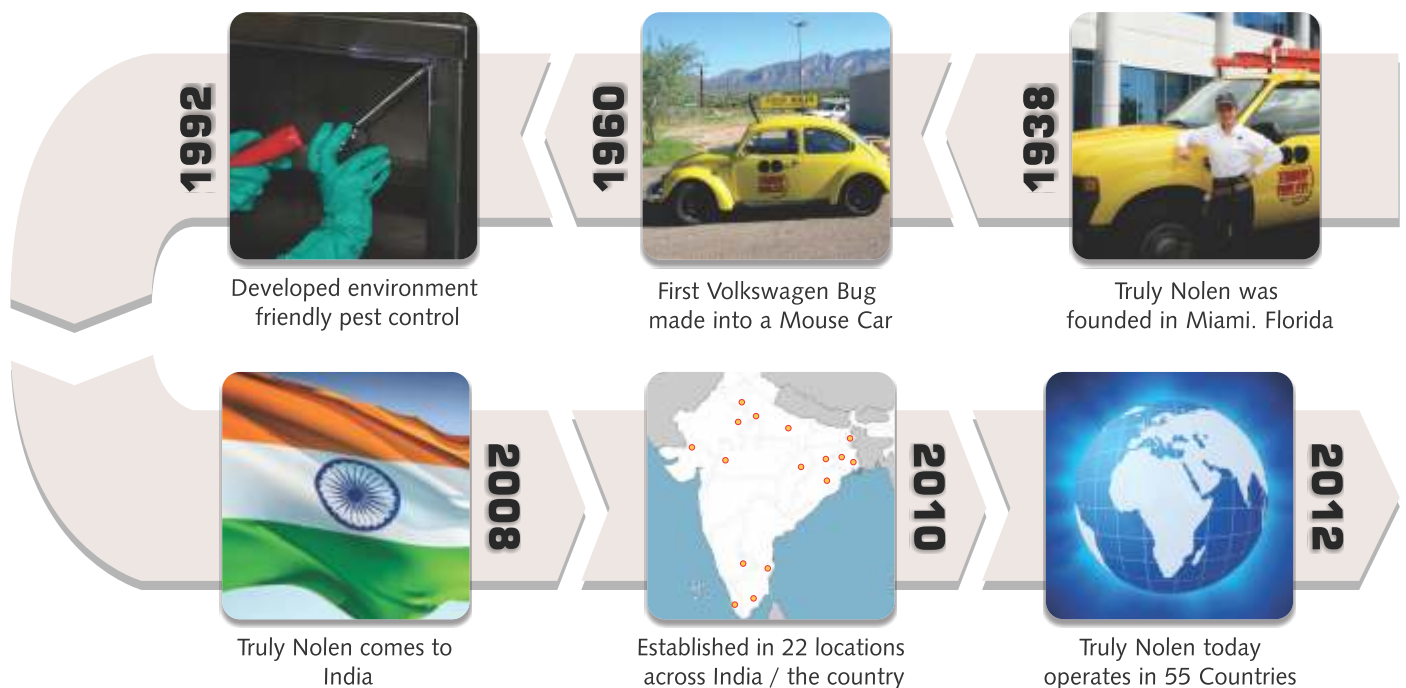 1938
Truly Nolen was
founded in Miami. Florida
1960
First Volkswagen Bug
made into a Mouse Car
1992
Developed environment
friendly pest control
2008
Truly Nolen comes to
India
2010
Established in 22 locations
across India / the country
2012
Truly Nolen today
operates in 55 Countries